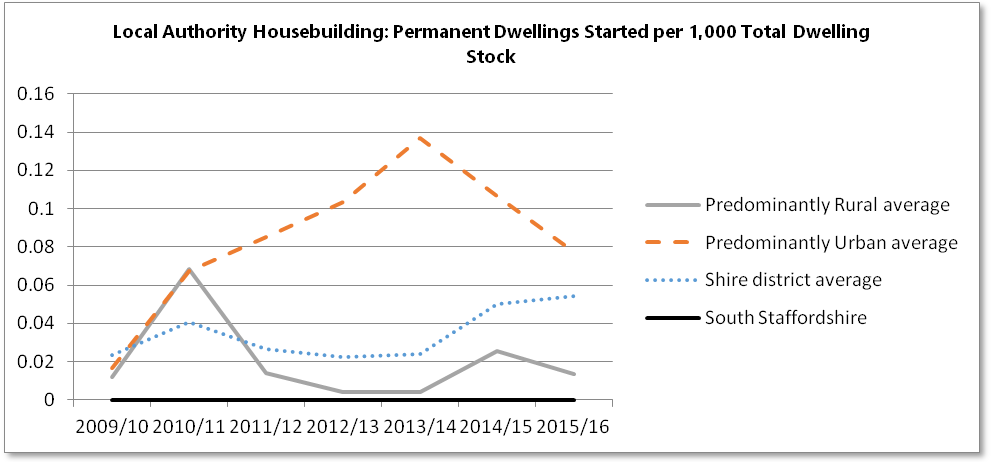 Local Authority Housebuilding: Permanent Dwellings Started per 1,000 Total Dwelling
Stock
0.16
0.14
0.12
0.1
0.08
0.06
0.04
0.02
0
2009/10 2010/11 2011/12 2012/13 2013/14 2014/15 2015/16
Predominantly Rural average
Predominantly Urban average
Shire district average
South Staffordshire